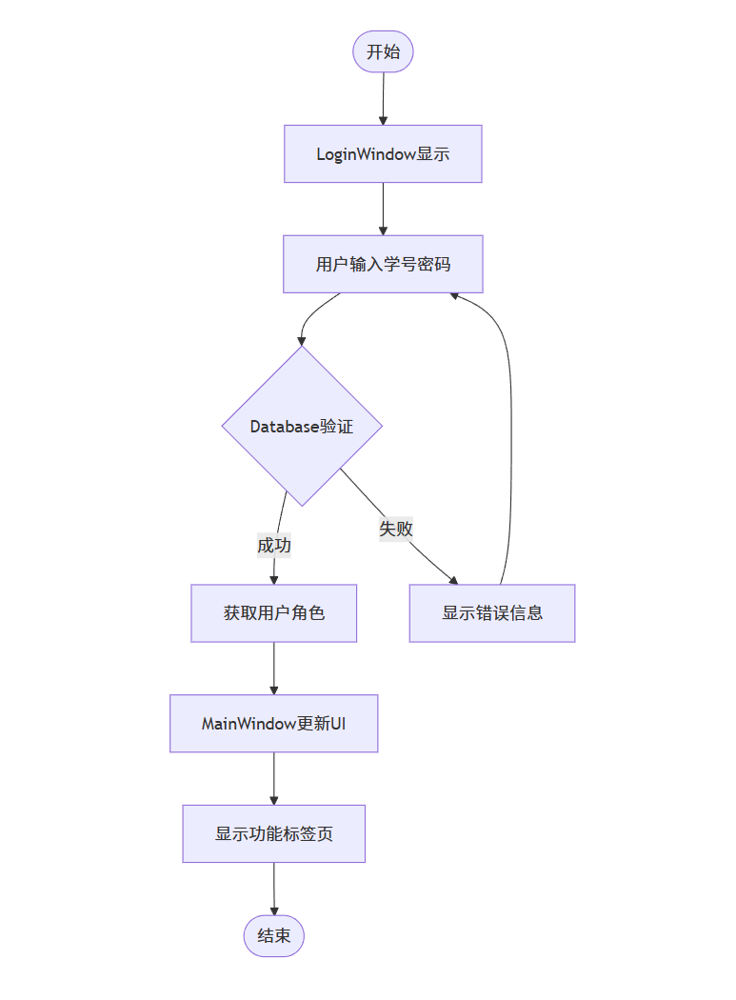 开始
LoginWindow显示
用户输入学号密码
Database验证
失败
成功
获取用户角色
显示错误信息
MainWindow更新UI
显示功能标签页
结束